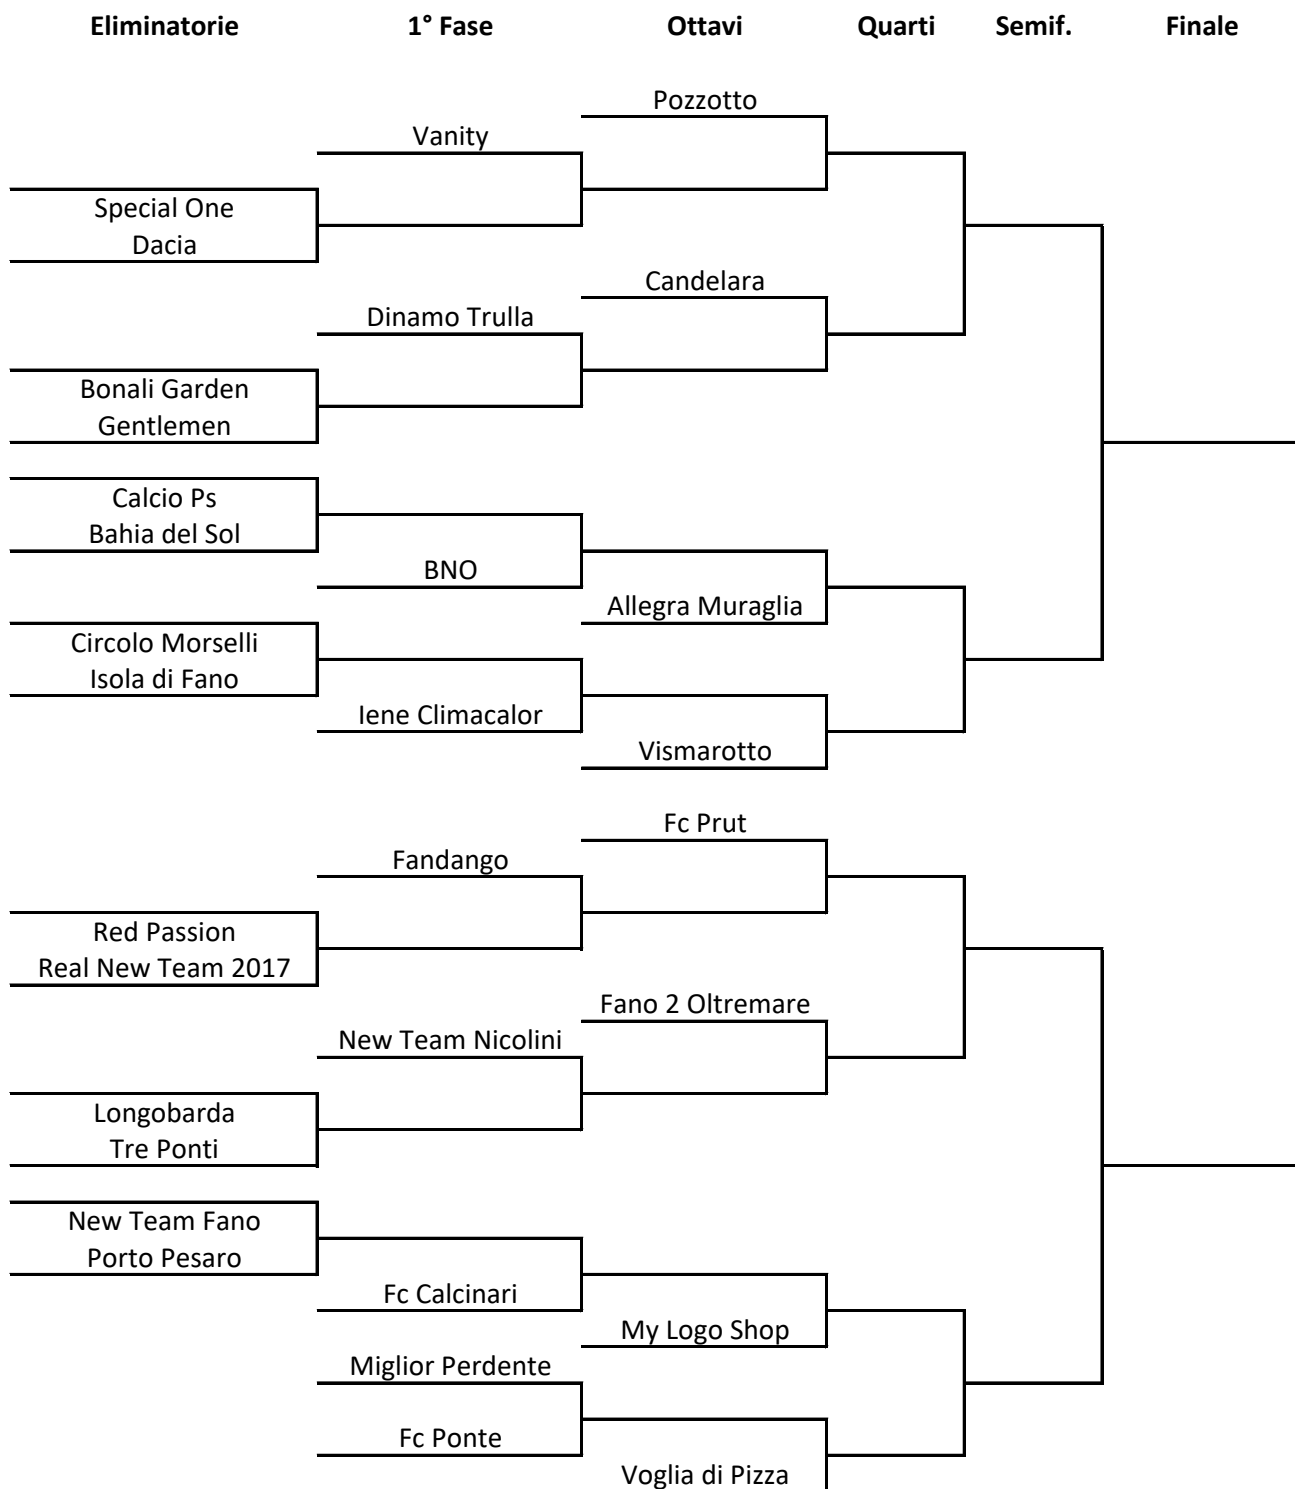 Eliminatorie 1° Fase Ottavi Quarti Semif. Finale
Pozzotto
Vanity
Special One
Dacia
Candelara
Dinamo Trulla
Bonali Garden
Gentlemen
Calcio Ps
Bahia del Sol
BNO
Allegra Muraglia
Circolo Morselli
Isola di Fano
Iene Climacalor
Vismarotto
Fc Prut
Fandango
Red Passion
Real New Team 2017
Fano 2 Oltremare
New Team Nicolini
Longobarda
Tre Ponti
New Team Fano
Porto Pesaro
Fc Calcinari
My Logo Shop
Miglior Perdente
Fc Ponte
Voglia di Pizza